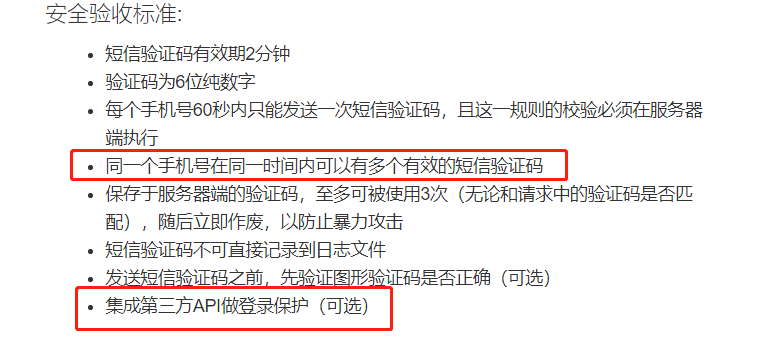 安全验收标准:
短信验证码有效期2分钟
验证码为6位纯数字
每个手机号60秒内只能发送一次短信验证码，且这一规则的校验必须在服务器
端执行
同一个手机号在同一时间内可以有多个有效的短信验证码
保存于服务器端的验证码，至多可被使用3次（无论和请求中的验证码是否匹
配），随后立即作废，以防止暴力攻击
短信验证码不可直接记录到日志文件
发送短信验证码之前，先验证图形验证码是否正确（可选）
集成第三方API做登录保护（可选）